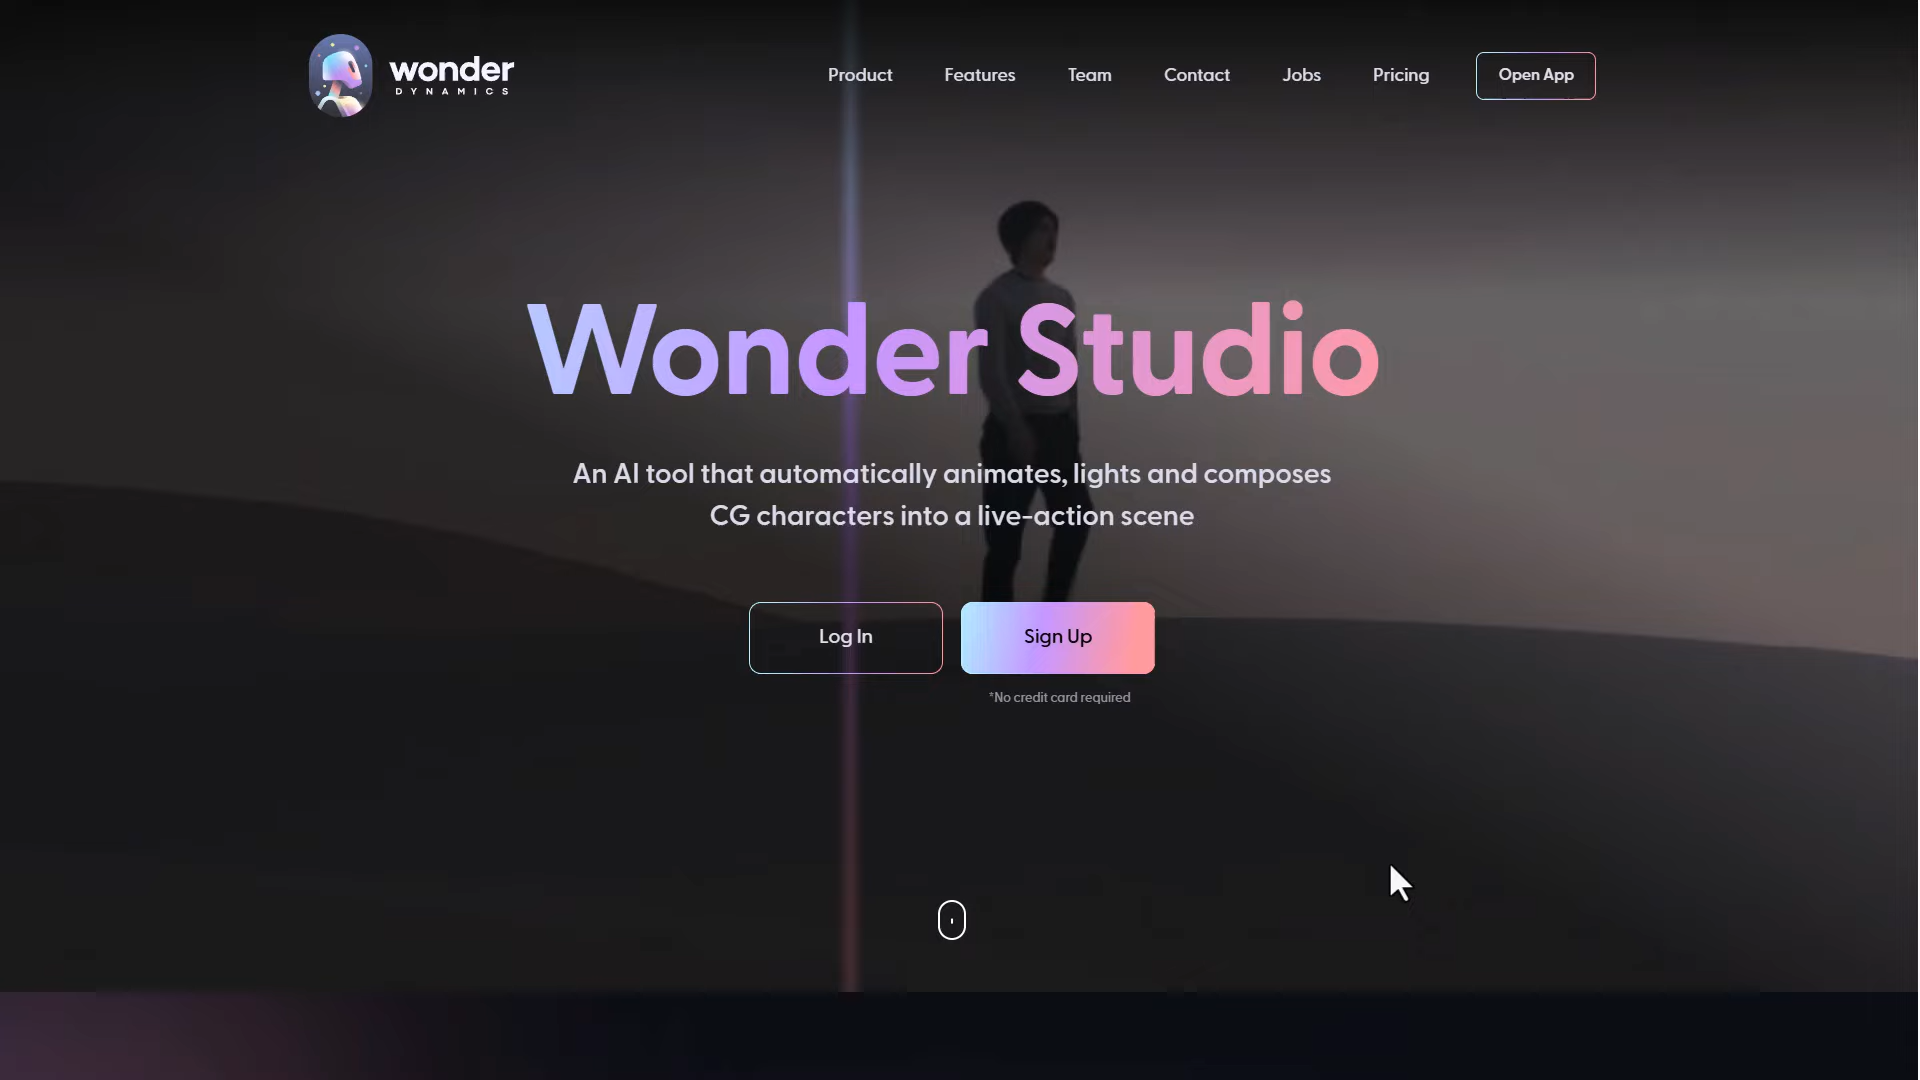 wonder
DYNAMICS
Product
Features
Team
Contact
Jobs
Pricing
Open App
Wonder Studio
An AI tool that automatically animates, lights and composes
CG characters into a live-action scene
Log In
Sign Up
*No credit card required